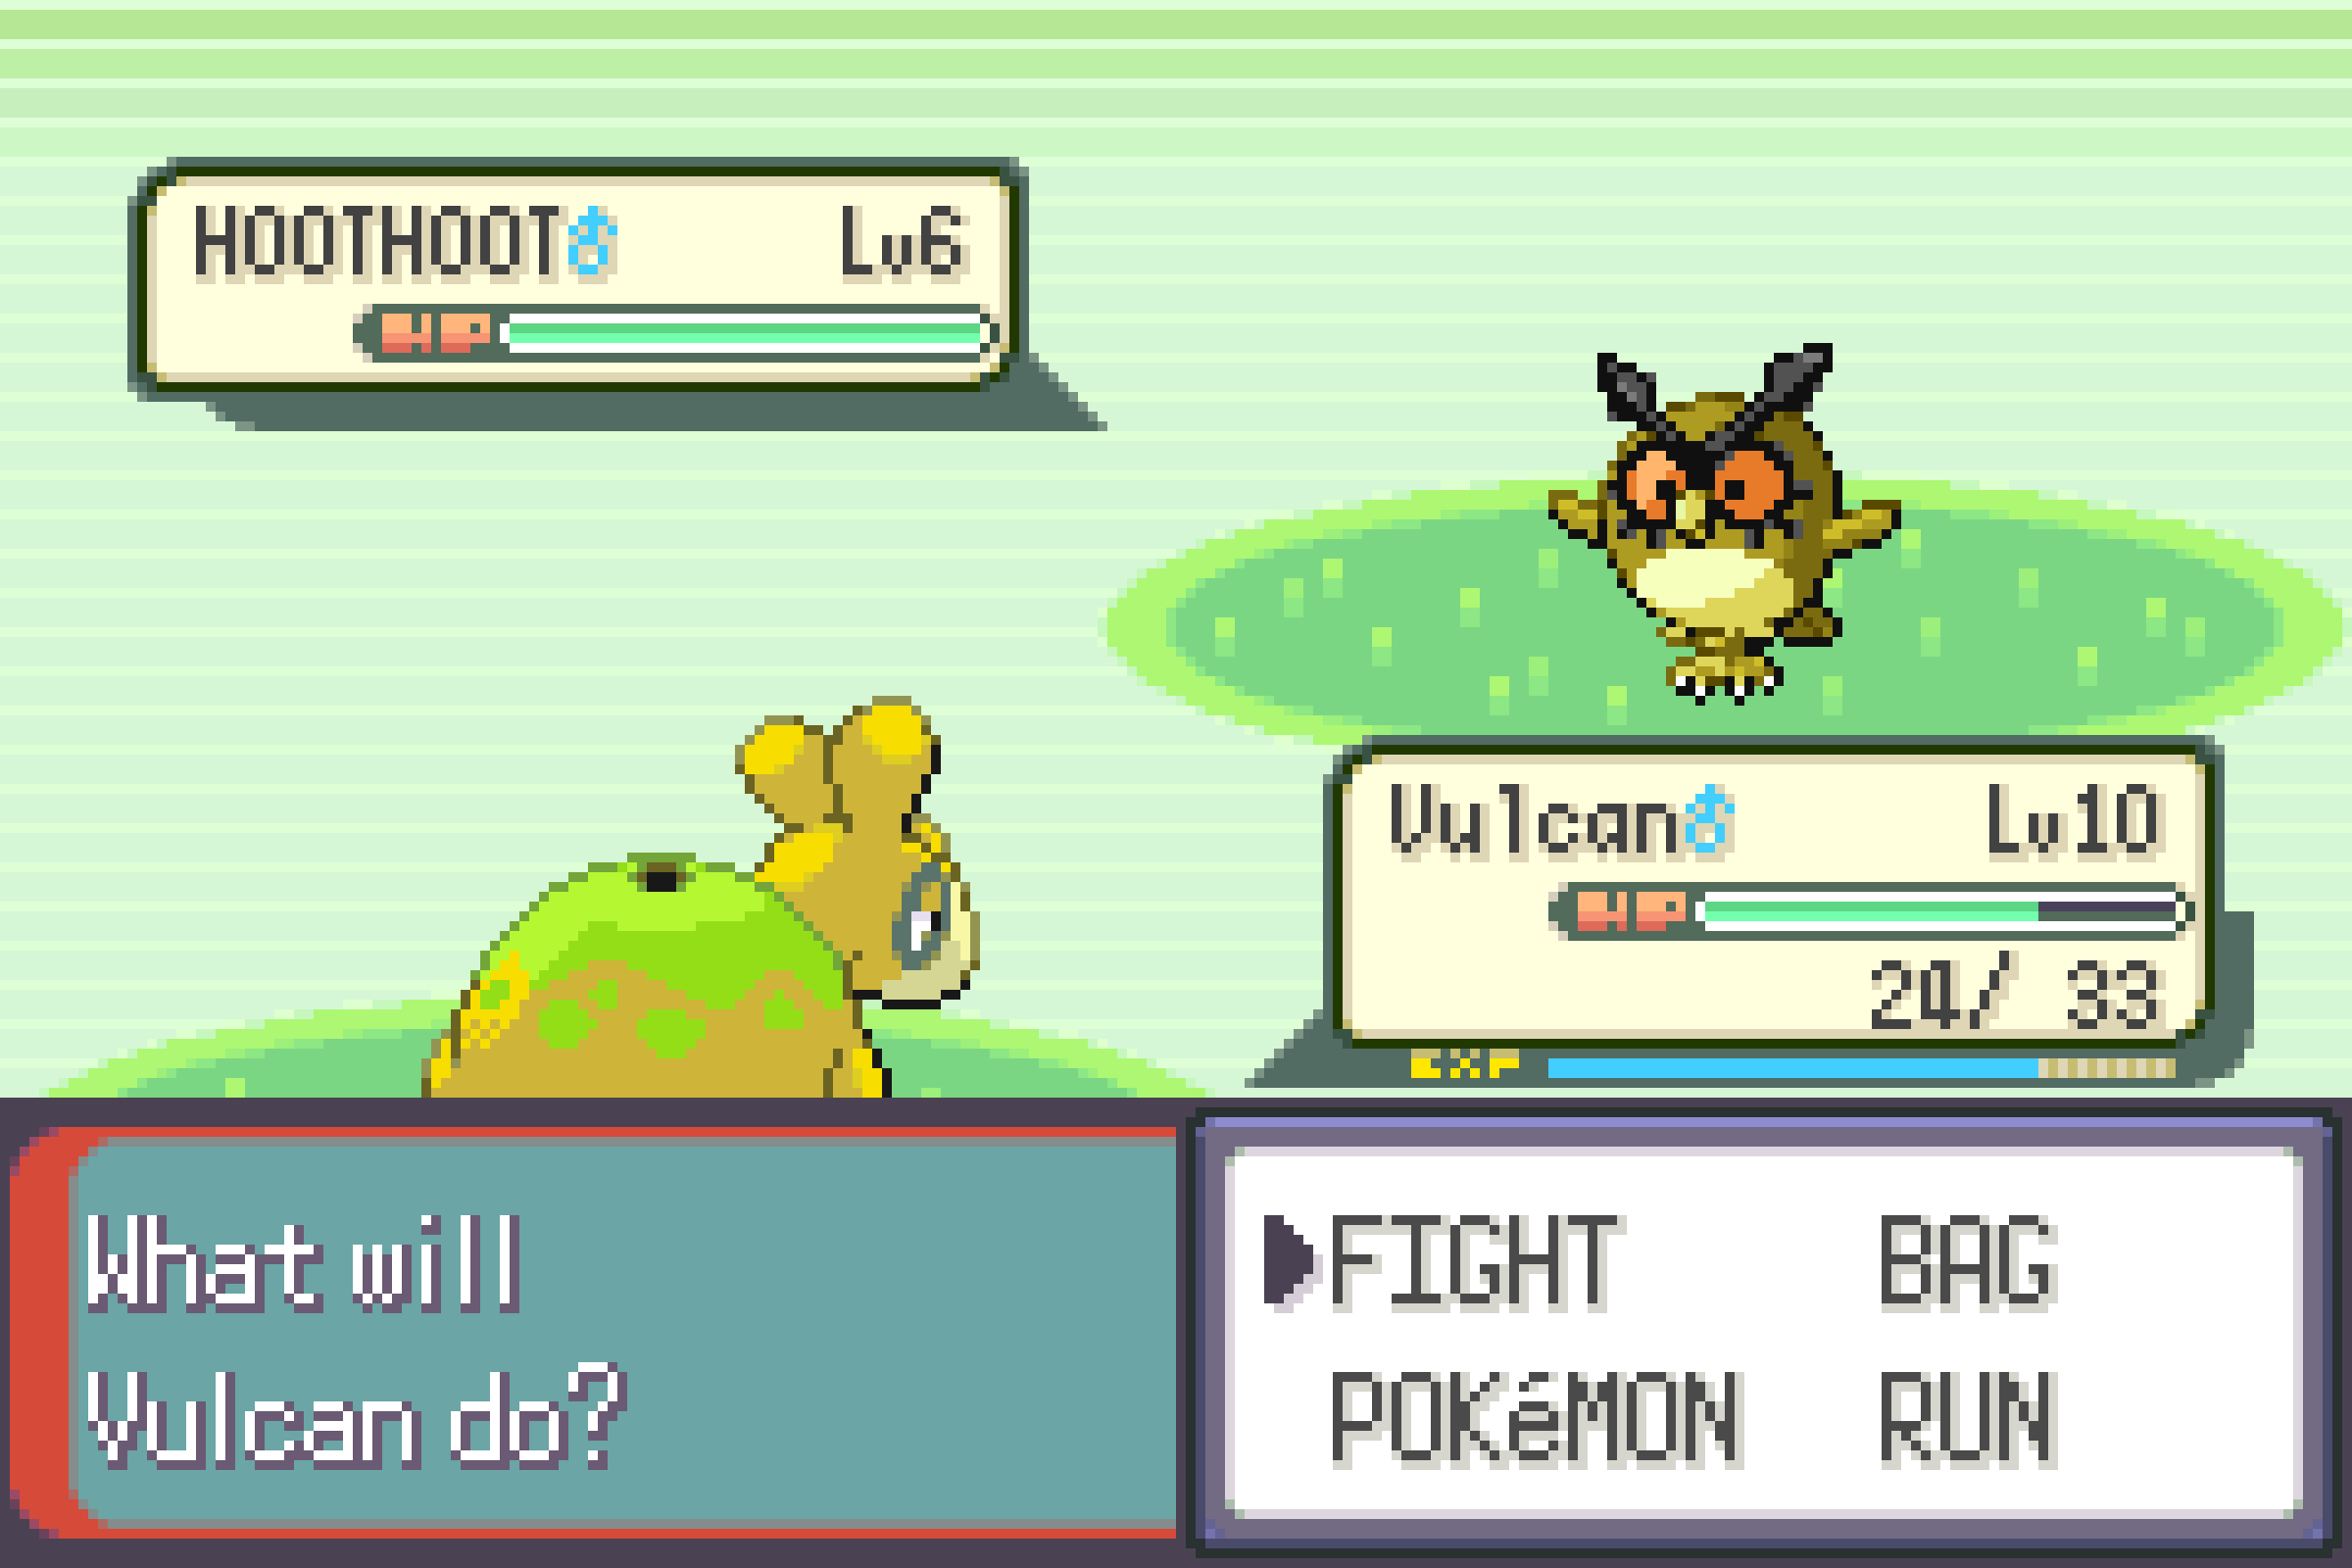 HOOTHOOT♂ Lv6
HP
Vulcan♂ Lv10
HP
24/ 33
EXP
What will
Vulcan do?
FIGHT BAG
POKéMON RUN